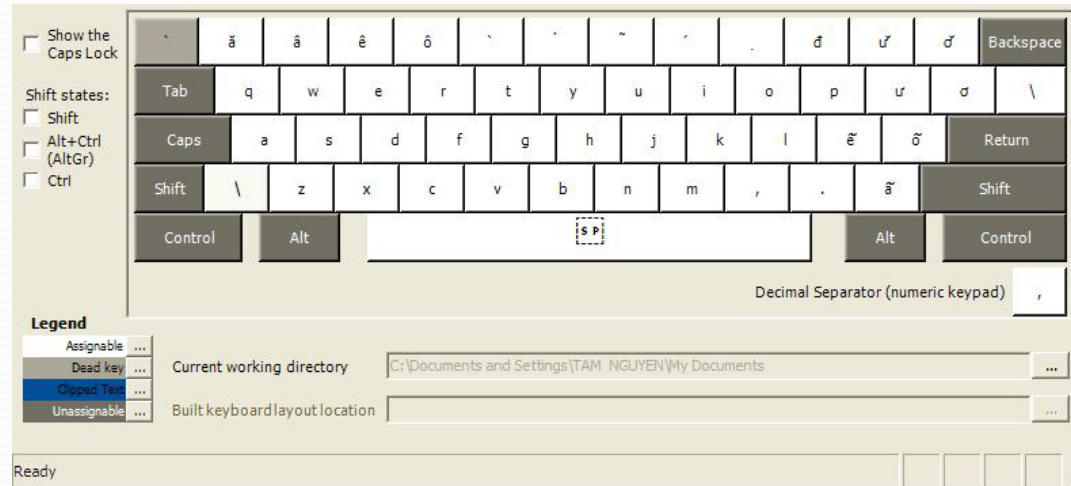 Show the Caps Lock
` ă â ê ô ` ̉ ~ ´ . đ Backspace
Shift states:
Tab q w e r t y u i o p ư ơ \
Shift
Alt+Ctrl (AltGr)
Caps a s d f g h j k l Return
Ctrl
Shift \ z x c v b n m , . Shift
Control Alt SP Alt Control
Decimal Separator (numeric keypad) ,
Legend
Assignable ...
Dead key ...
Clipped Text ...
Unassignable ...
Current working directory C:\Documents and Settings\TAM NGUYEN\My Documents ...
Built keyboard layout location ...
Ready